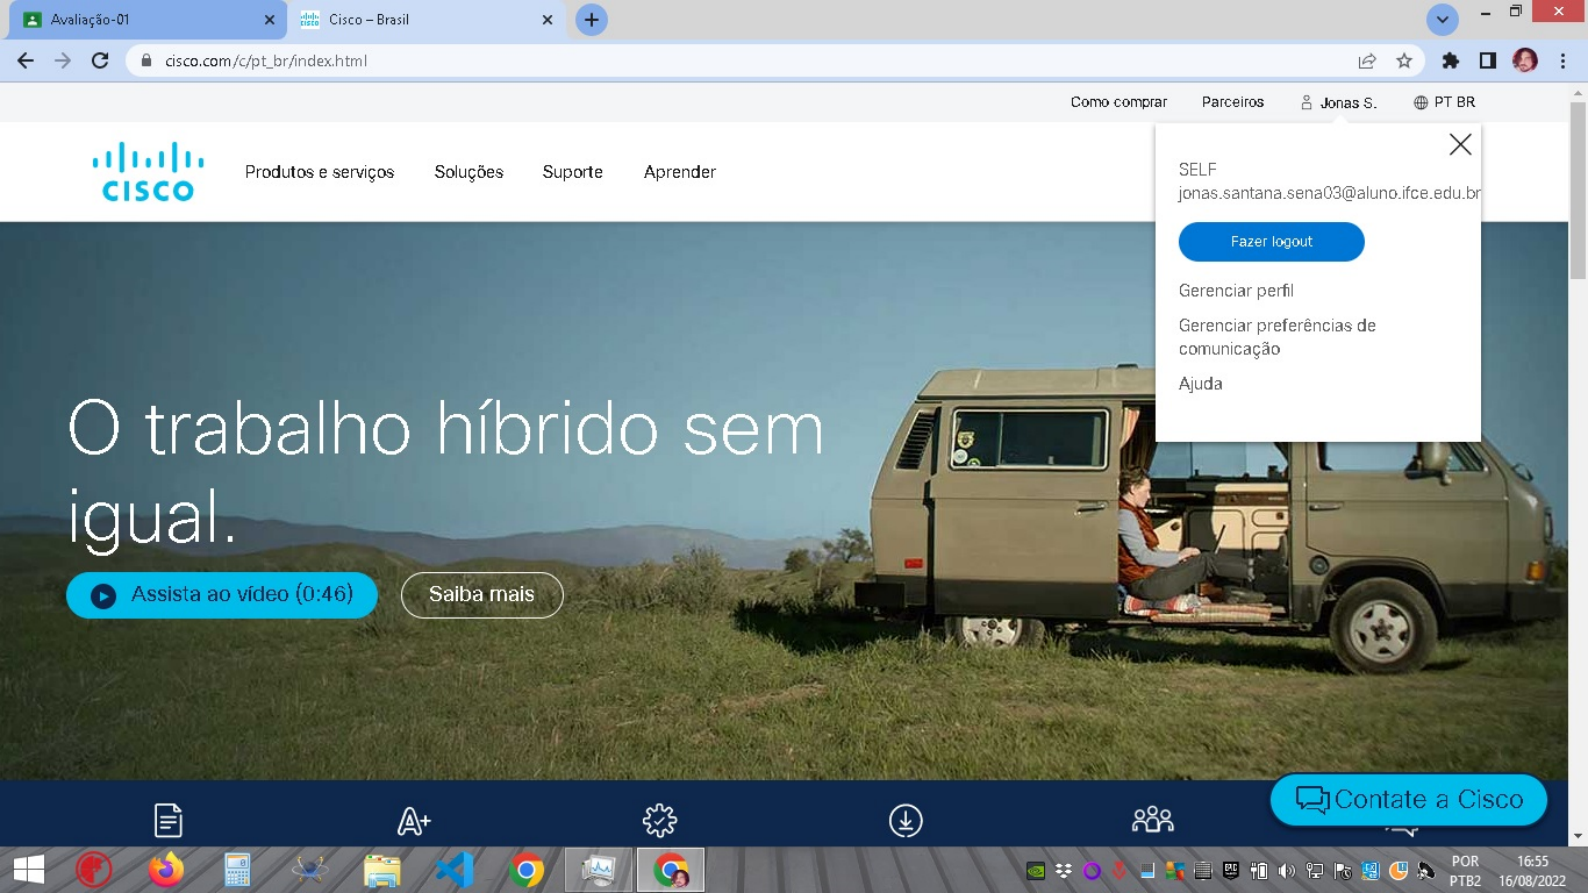 Avaliação-01
Cisco – Brasil
cisco.com/c/pt_br/index.html
Como comprar
Parceiros
Jonas S.
PT BR
CISCO
Produtos e serviços
Soluções
Suporte
Aprender
SELF
jonas.santana.sena03@aluno.ifce.edu.br
Fazer logout
Gerenciar perfil
Gerenciar preferências de
comunicação
Ajuda
O trabalho híbrido sem
igual.
Assista ao vídeo (0:46)
Saiba mais
A+
Contate a Cisco
POR
PTB2
16:55
16/08/2022